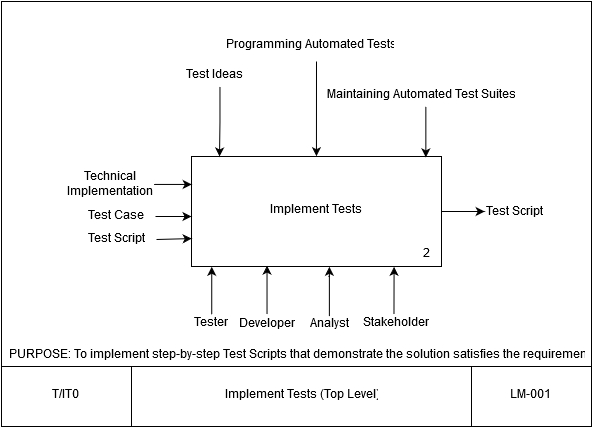 Programming Automated Tests
Test Ideas
Maintaining Automated Test Suites
Technical
Implementation
Test Case
Test Script
Implement Tests
Test Script
2
Tester
Developer
Analyst
Stakeholder
PURPOSE: To implement step-by-step Test Scripts that demonstrate the solution satisfies the requiremen
T/IT0
Implement Tests (Top Level)
LM-001